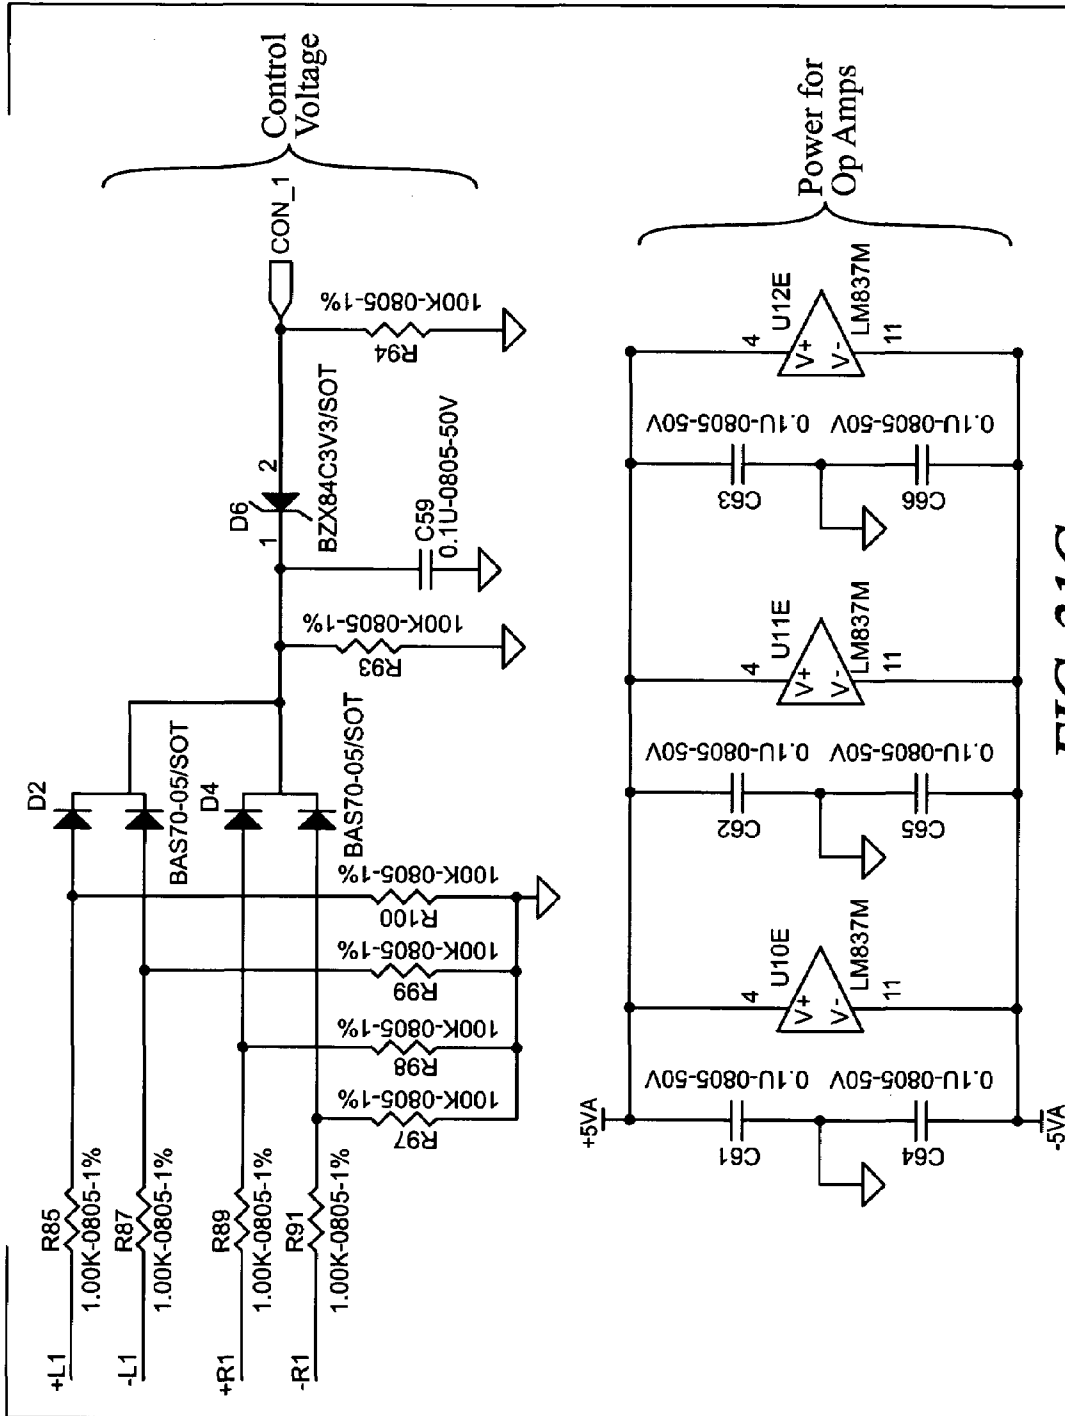 +L1
R85
1.00K-0805-1%
-L1
R87
1.00K-0805-1%
+R1
R89
1.00K-0805-1%
-R1
R91
1.00K-0805-1%
R97
100K-0805-1%
R98
100K-0805-1%
R99
100K-0805-1%
R100
100K-0805-1%
D2
BAS70-05/SOT
D4
BAS70-05/SOT
R93
100K-0805-1%
C59
0.1U-0805-50V
1
D6
2
BZX84C3V3/SOT
R94
100K-0805-1%
CON_1
Control
Voltage
+5VA
-5VA
C61
0.1U-0805-50V
C64
0.1U-0805-50V
4
U10E
V+
V-
LM837M
11
C62
0.1U-0805-50V
C65
0.1U-0805-50V
4
U11E
V+
V-
LM837M
11
C63
0.1U-0805-50V
C66
0.1U-0805-50V
4
U12E
V+
V-
LM837M
11
Power for
Op Amps